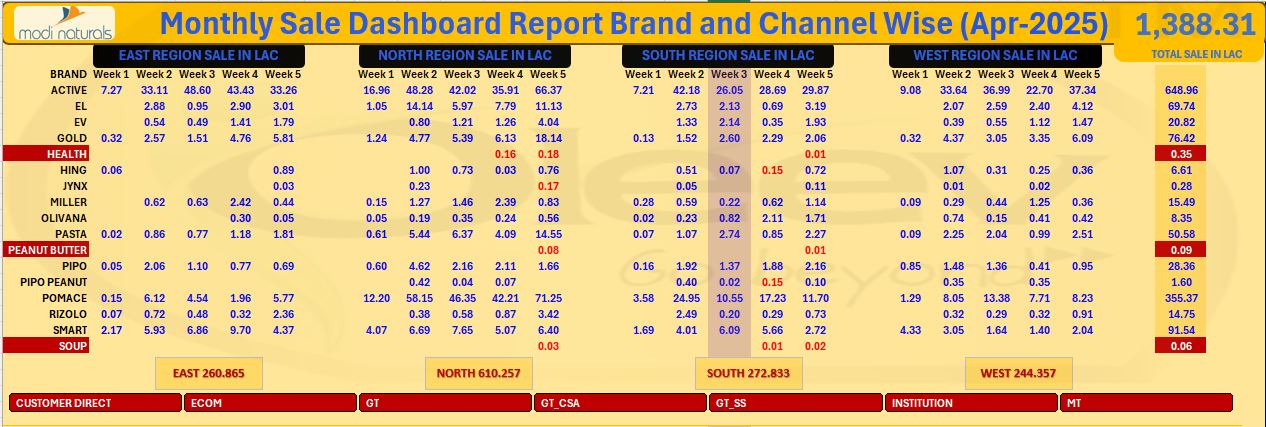 modi naturals
Monthly Sale Dashboard Report Brand and Channel Wise (Apr-2025) 1,388.31
EAST REGION SALE IN LAC NORTH REGION SALE IN LAC SOUTH REGION SALE IN LAC WEST REGION SALE IN LAC TOTAL SALE IN LAC
BRAND Week 1 Week 2 Week 3 Week 4 Week 5 Week 1 Week 2 Week 3 Week 4 Week 5 Week 1 Week 2 Week 3 Week 4 Week 5 Week 1 Week 2 Week 3 Week 4 Week 5
ACTIVE 7.27 33.11 48.60 43.43 33.26 16.96 48.28 42.02 35.91 66.37 7.21 42.18 26.05 28.69 29.87 9.08 33.64 36.99 22.70 37.34 648.96
EL 2.88 0.95 2.90 3.01 1.05 14.14 5.97 7.79 11.13 2.73 2.13 0.69 3.19 2.07 2.59 2.40 4.12 69.74
EV 0.54 0.49 1.41 1.79 0.80 1.21 1.26 4.04 1.33 2.14 0.35 1.93 0.39 0.55 1.12 1.47 20.82
GOLD 0.32 2.57 1.51 4.76 5.81 1.24 4.77 5.39 6.13 18.14 0.13 1.52 2.60 2.29 2.06 0.32 4.37 3.05 3.35 6.09 76.42
HEALTH 0.16 0.18 0.01 0.35
HING 0.06 0.89 1.00 0.73 0.03 0.76 0.51 0.07 0.15 0.72 1.07 0.31 0.25 0.36 6.61
JYNX 0.03 0.23 0.17 0.05 0.11 0.01 0.02 0.28
MILLER 0.62 0.63 2.42 0.44 0.15 1.27 1.46 2.39 0.83 0.28 0.59 0.22 0.62 1.14 0.09 0.29 0.44 1.25 0.36 15.49
OLIVANA 0.30 0.05 0.05 0.19 0.35 0.24 0.56 0.02 0.23 0.82 2.11 1.71 0.74 0.15 0.41 0.42 8.35
PASTA 0.02 0.86 0.77 1.18 1.81 0.61 5.44 6.37 4.09 14.55 0.07 1.07 2.74 0.85 2.27 0.09 2.25 2.04 0.99 2.51 50.58
PEANUT BUTTER 0.08 0.01 0.09
PIPO 0.05 2.06 1.10 0.77 0.69 0.60 4.62 2.16 2.11 1.66 0.16 1.92 1.37 1.88 2.16 0.85 1.48 1.36 0.41 0.95 28.36
PIPO PEANUT 0.42 0.04 0.07 0.40 0.02 0.15 0.10 0.35 0.35 1.60
POMACE 0.15 6.12 4.54 1.96 5.77 12.20 58.15 46.35 42.21 71.25 3.58 24.95 10.55 17.23 11.70 1.29 8.05 13.38 7.71 8.23 355.37
RIZOLO 0.07 0.72 0.48 0.32 2.36 0.38 0.58 0.87 3.42 2.49 0.20 0.29 0.73 0.32 0.29 0.32 0.91 14.75
SMART 2.17 5.93 6.86 9.70 4.37 4.07 6.69 7.65 5.07 6.40 1.69 4.01 6.09 5.66 2.72 4.33 3.05 1.64 1.40 2.04 91.54
SOUP 0.03 0.01 0.02 0.06
EAST 260.865 NORTH 610.257 SOUTH 272.833 WEST 244.357
CUSTOMER DIRECT ECOM GT GT_CSA GT_SS INSTITUTION MT